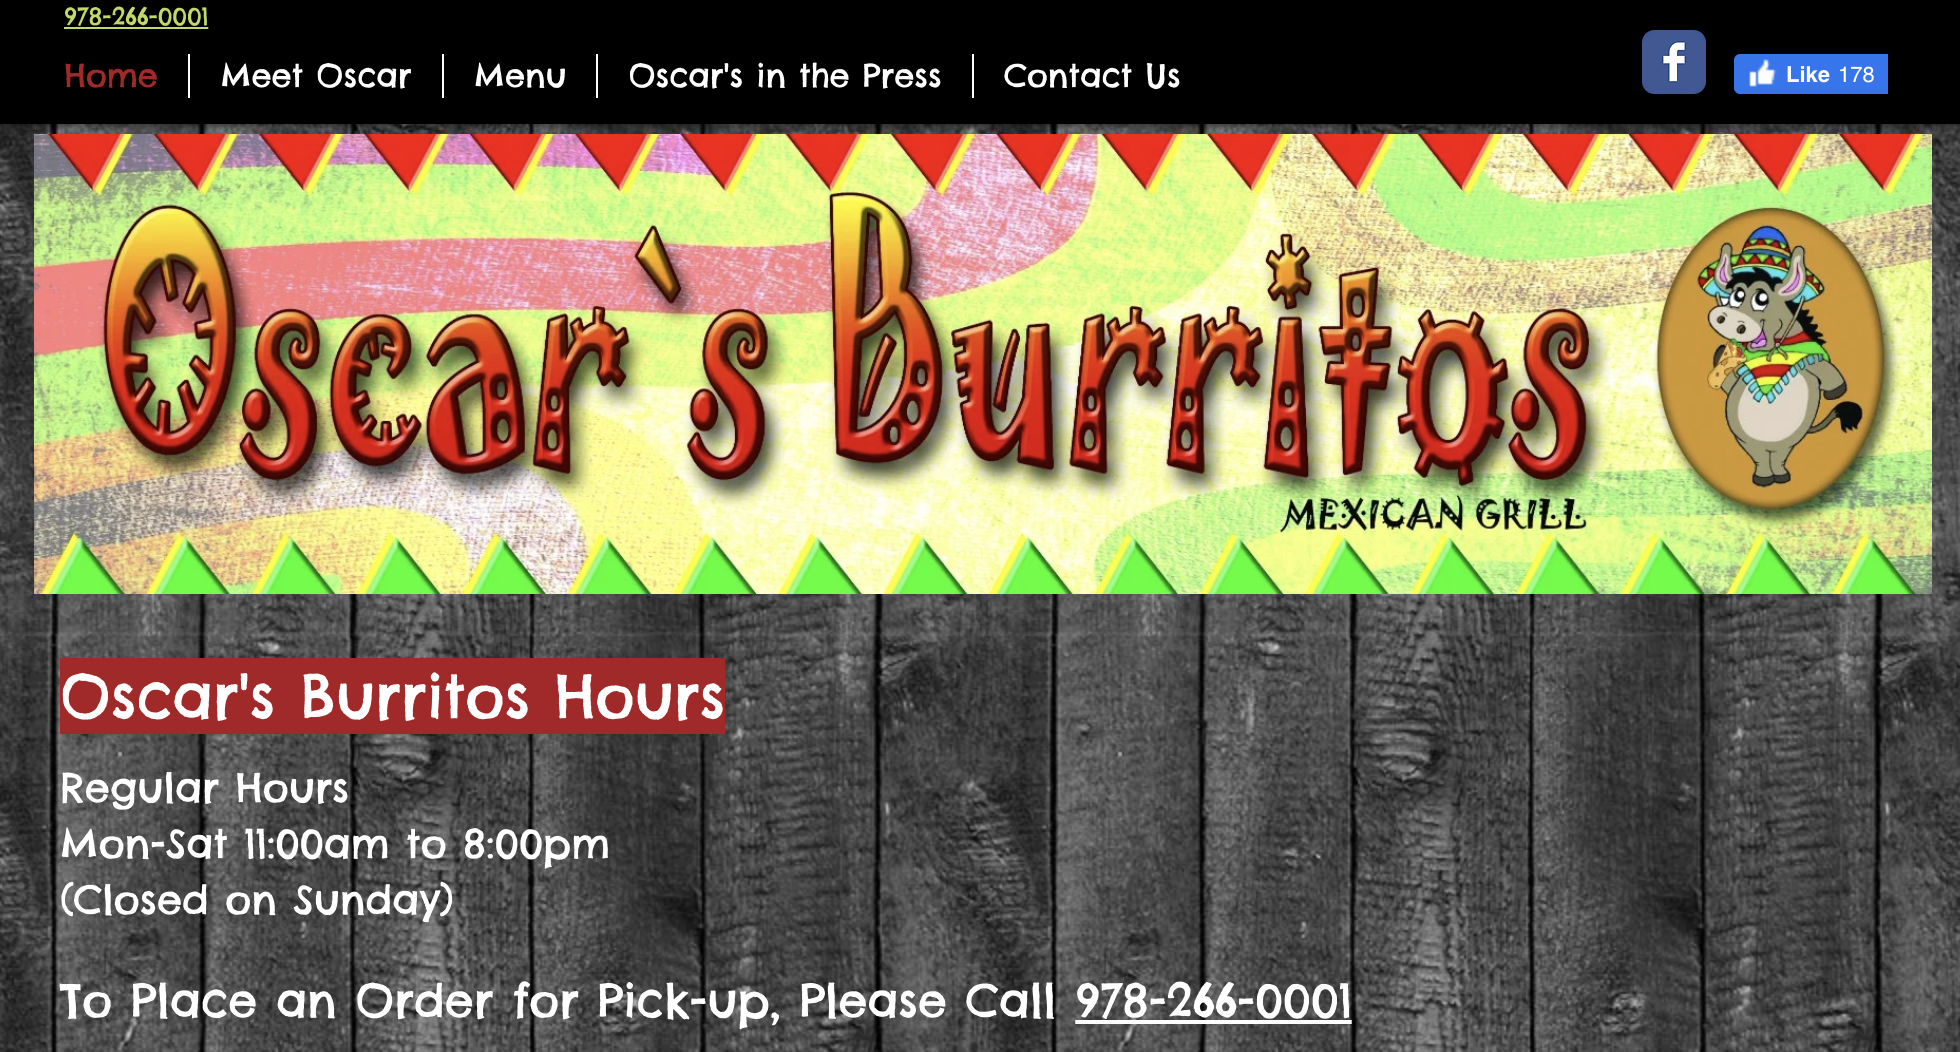 978-266-0001
Home Meet Oscar Menu Oscar's in the Press Contact Us
f Like 178
Oscar`s Burritos
MEXICAN GRILL
Oscar's Burritos Hours
Regular Hours
Mon-Sat 11:00am to 8:00pm
(Closed on Sunday)
To Place an Order for Pick-up, Please Call 978-266-0001